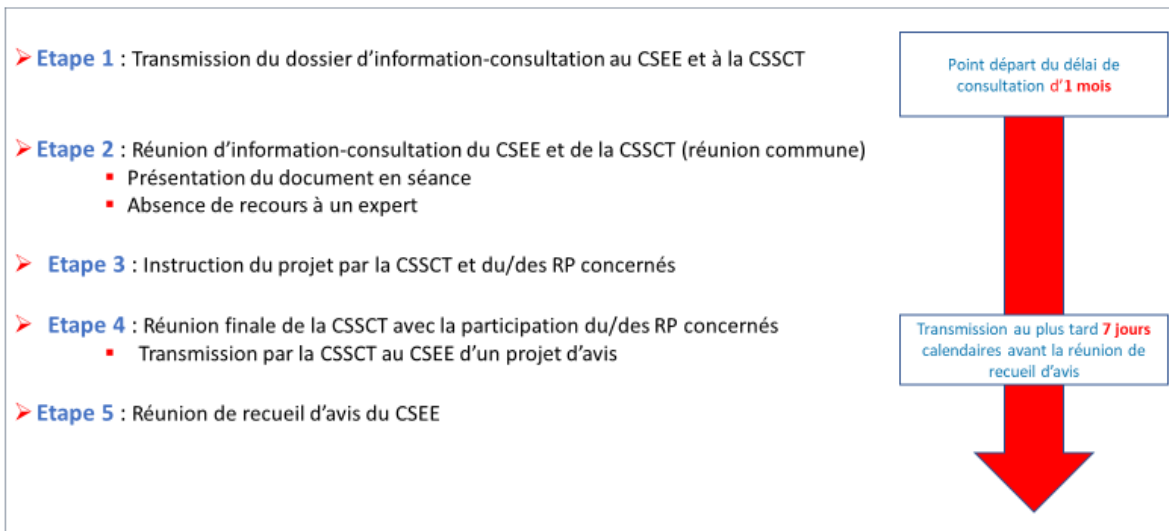 ➤ Etape 1 : Transmission du dossier d'information-consultation au CSEE et à la CSSCT
Point départ du délai de
consultation d'1 mois
➤ Etape 2 : Réunion d'information-consultation du CSEE et de la CSSCT (réunion commune)
▪ Présentation du document en séance
▪ Absence de recours à un expert
➤ Etape 3 : Instruction du projet par la CSSCT et du/des RP concernés
➤ Etape 4 : Réunion finale de la CSSCT avec la participation du/des RP concernés
▪ Transmission par la CSSCT au CSEE d'un projet d'avis
Transmission au plus tard 7 jours
calendaires avant la réunion de
recueil d'avis
➤ Etape 5 : Réunion de recueil d'avis du CSEE